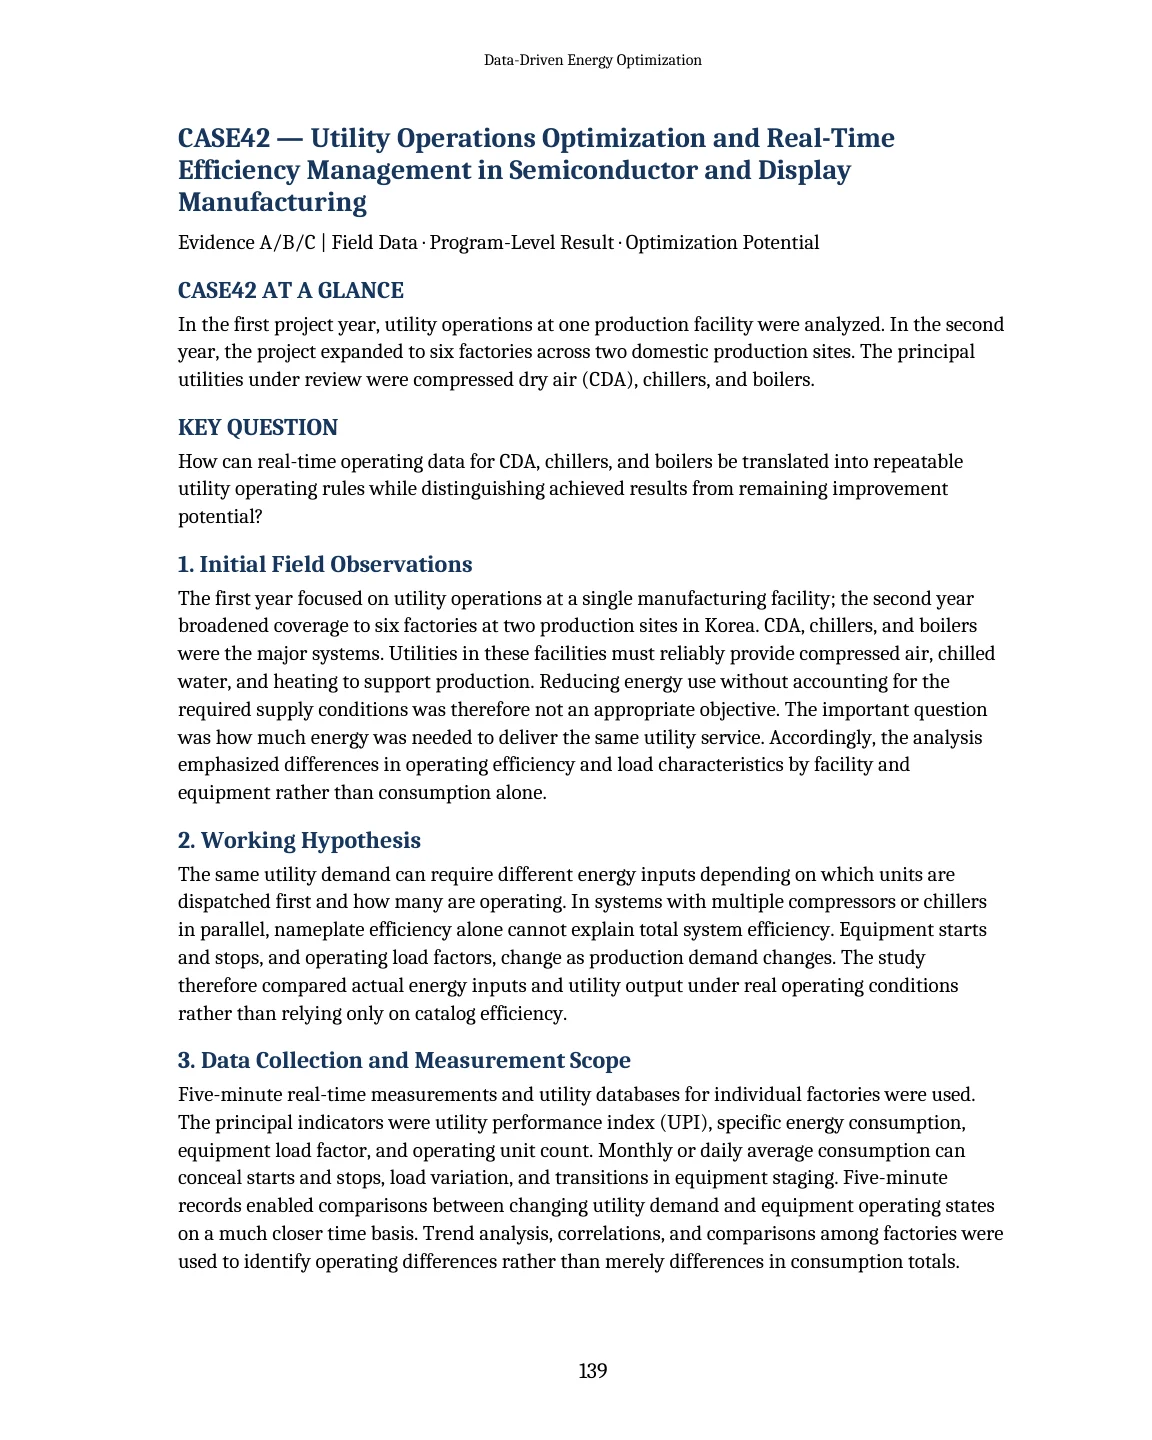 Data-Driven Energy Optimization
CASE42 — Utility Operations Optimization and Real-Time
Efficiency Management in Semiconductor and Display
Manufacturing
Evidence A/B/C | Field Data · Program-Level Result · Optimization Potential
CASE42 AT A GLANCE
In the first project year, utility operations at one production facility were analyzed. In the second
year, the project expanded to six factories across two domestic production sites. The principal
utilities under review were compressed dry air (CDA), chillers, and boilers.
KEY QUESTION
How can real-time operating data for CDA, chillers, and boilers be translated into repeatable
utility operating rules while distinguishing achieved results from remaining improvement
potential?
1. Initial Field Observations
The first year focused on utility operations at a single manufacturing facility; the second year
broadened coverage to six factories at two production sites in Korea. CDA, chillers, and boilers
were the major systems. Utilities in these facilities must reliably provide compressed air, chilled
water, and heating to support production. Reducing energy use without accounting for the
required supply conditions was therefore not an appropriate objective. The important question
was how much energy was needed to deliver the same utility service. Accordingly, the analysis
emphasized differences in operating efficiency and load characteristics by facility and
equipment rather than consumption alone.
2. Working Hypothesis
The same utility demand can require different energy inputs depending on which units are
dispatched first and how many are operating. In systems with multiple compressors or chillers
in parallel, nameplate efficiency alone cannot explain total system efficiency. Equipment starts
and stops, and operating load factors, change as production demand changes. The study
therefore compared actual energy inputs and utility output under real operating conditions
rather than relying only on catalog efficiency.
3. Data Collection and Measurement Scope
Five-minute real-time measurements and utility databases for individual factories were used.
The principal indicators were utility performance index (UPI), specific energy consumption,
equipment load factor, and operating unit count. Monthly or daily average consumption can
conceal starts and stops, load variation, and transitions in equipment staging. Five-minute
records enabled comparisons between changing utility demand and equipment operating states
on a much closer time basis. Trend analysis, correlations, and comparisons among factories were
used to identify operating differences rather than merely differences in consumption totals.
139